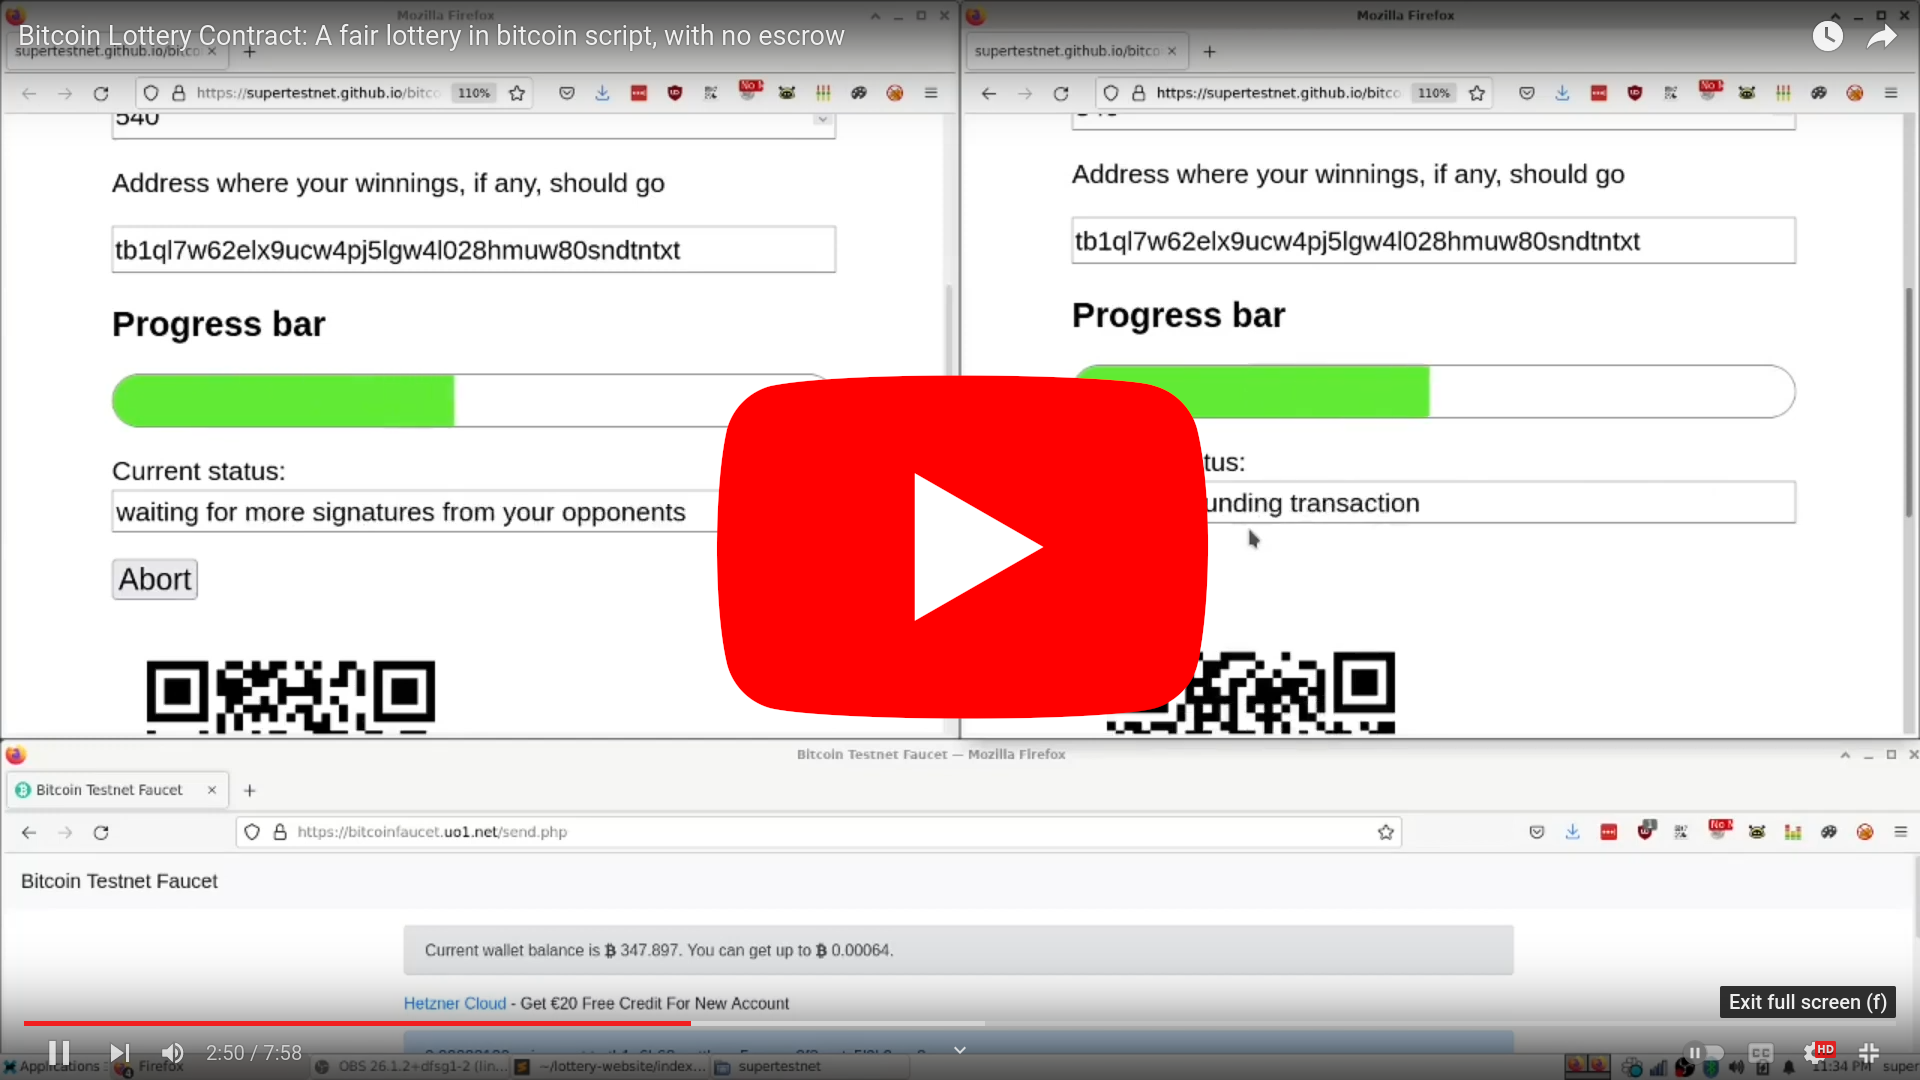 Mozilla Firefox
Bitcoin Lottery Contract: A fair lottery in bitcoin script, with no escrow
supertestnet.github.io/bitco
https://supertestnet.github.io/bitco 110%
540
Address where your winnings, if any, should go
tb1ql7w62elx9ucw4pj5lgw4l028hmuw80sndtntxt
Progress bar
Current status:
waiting for more signatures from your opponents
Abort
Mozilla Firefox
supertestnet.github.io/bitco
https://supertestnet.github.io/bitco 110%
No
Address where your winnings, if any, should go
tb1ql7w62elx9ucw4pj5lgw4l028hmuw80sndtntxt
Progress bar
tus:
unding transaction
Bitcoin Testnet Faucet — Mozilla Firefox
Bitcoin Testnet Faucet
https://bitcoinfaucet.uo1.net/send.php
Bitcoin Testnet Faucet
Current wallet balance is ₿ 347.897. You can get up to ₿ 0.00064.
Hetzner Cloud - Get €20 Free Credit For New Account
Exit full screen (f)
2:50 / 7:58
CC HD
Applications Firefox OBS 26.1.2+dfsg1-2 (lin... ~/lottery-website/index... supertestnet 11:34 PM super